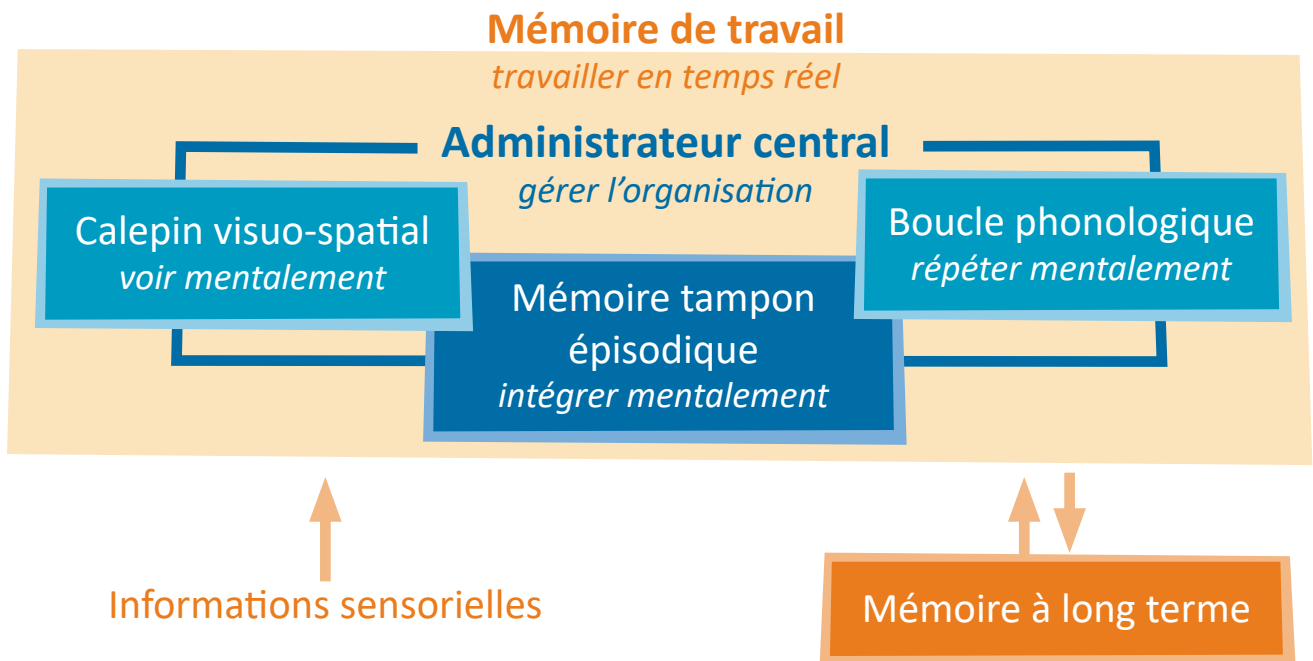 Mémoire de travail
travailler en temps réel
Administrateur central
gérer l’organisation
Calepin visuo-spatial
voir mentalement
Boucle phonologique
répéter mentalement
Mémoire tampon
épisodique
intégrer mentalement
Informations sensorielles
Mémoire à long terme